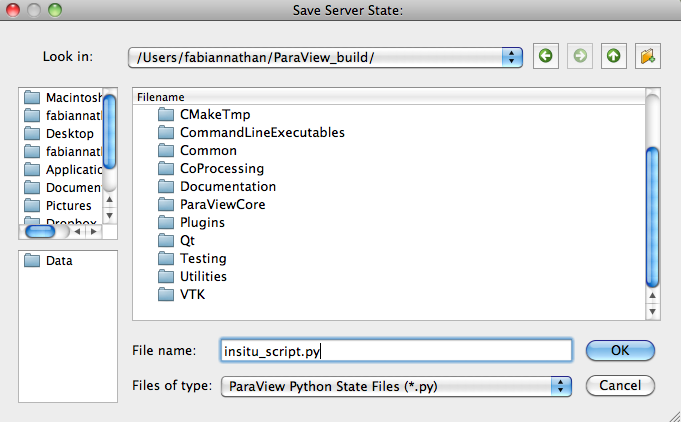 Save Server State:
Look in:
/Users/fabiannathan/ParaView_build/
Macintosh
fabiannath
Desktop
fabiannath
Applicatio
Documen
Pictures
Dropbox
Data
Filename
CMakeTmp
CommandLineExecutables
Common
CoProcessing
Documentation
ParaViewCore
Plugins
Qt
Testing
Utilities
VTK
File name:
insitu_script.py
OK
Files of type:
ParaView Python State Files (*.py)
Cancel